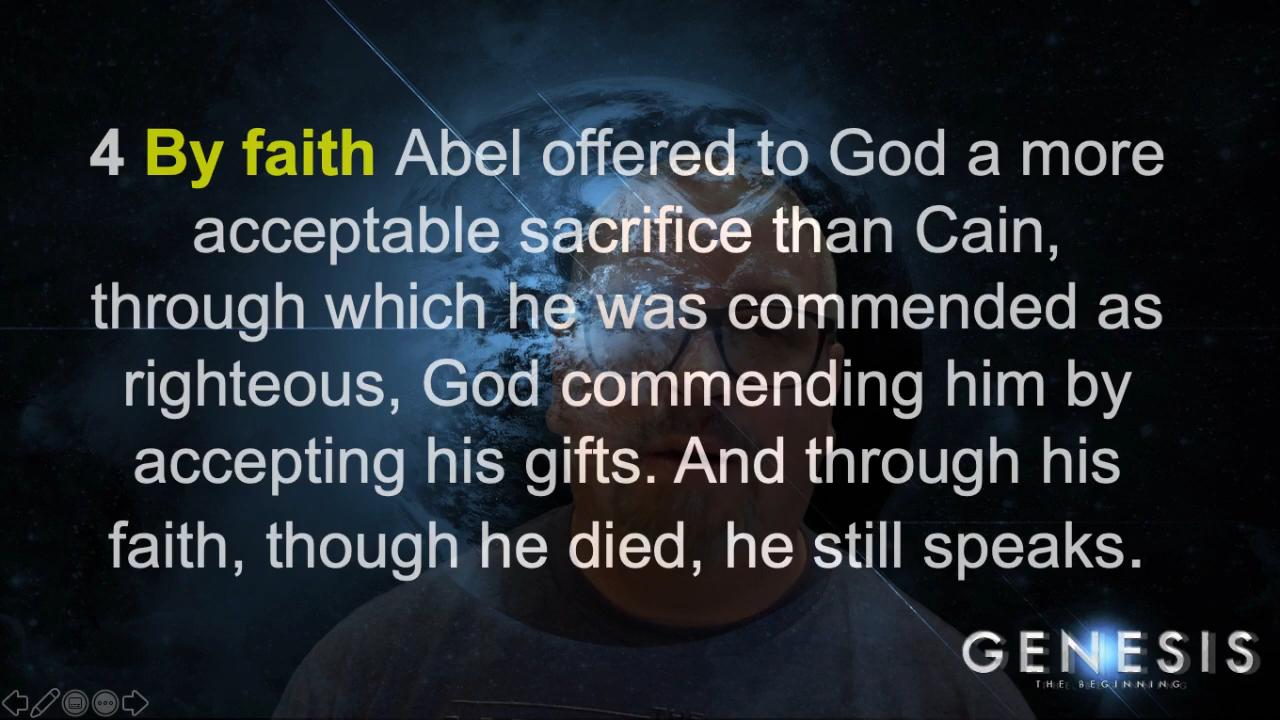 4 By faith Abel offered to God a more
acceptable sacrifice than Cain,
through which he was commended as
righteous, God commending him by
accepting his gifts. And through his
faith, though he died, he still speaks.
GENESIS
THE BEGINNING